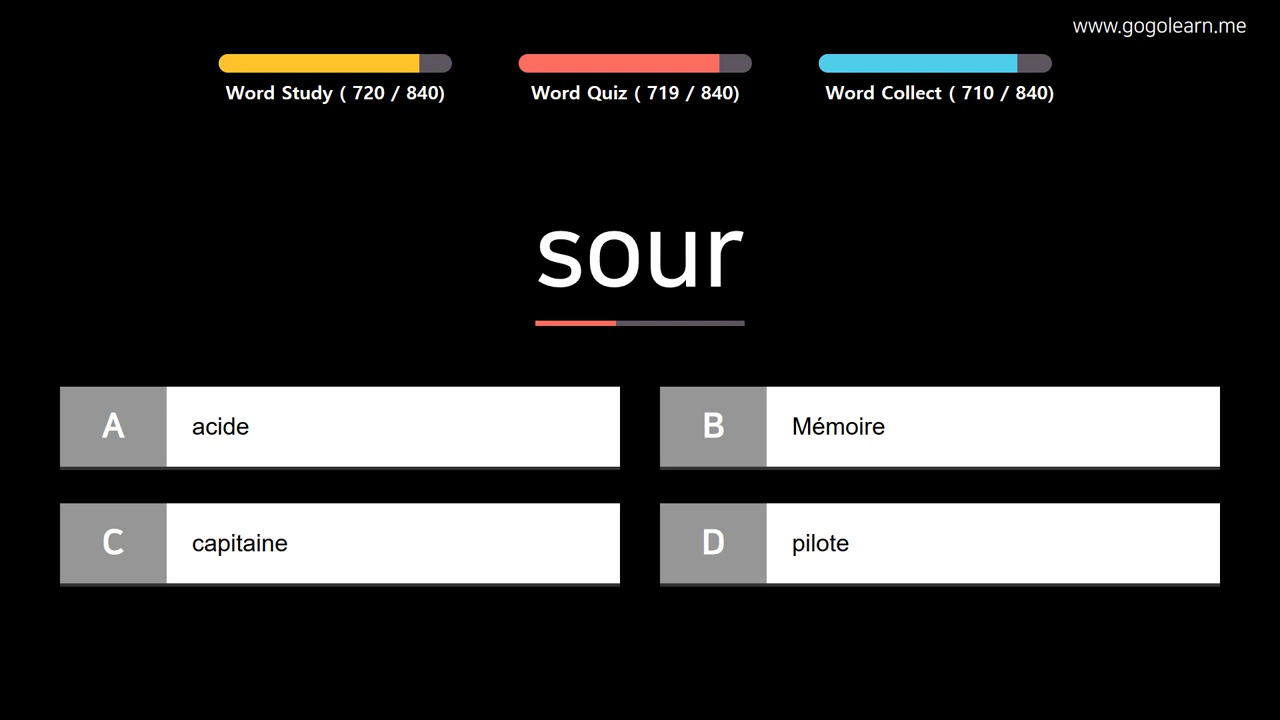 www.gogolearn.me
Word Study ( 720 / 840)
Word Quiz ( 719 / 840)
Word Collect ( 710 / 840)
sour
A acide
B Mémoire
C capitaine
D pilote